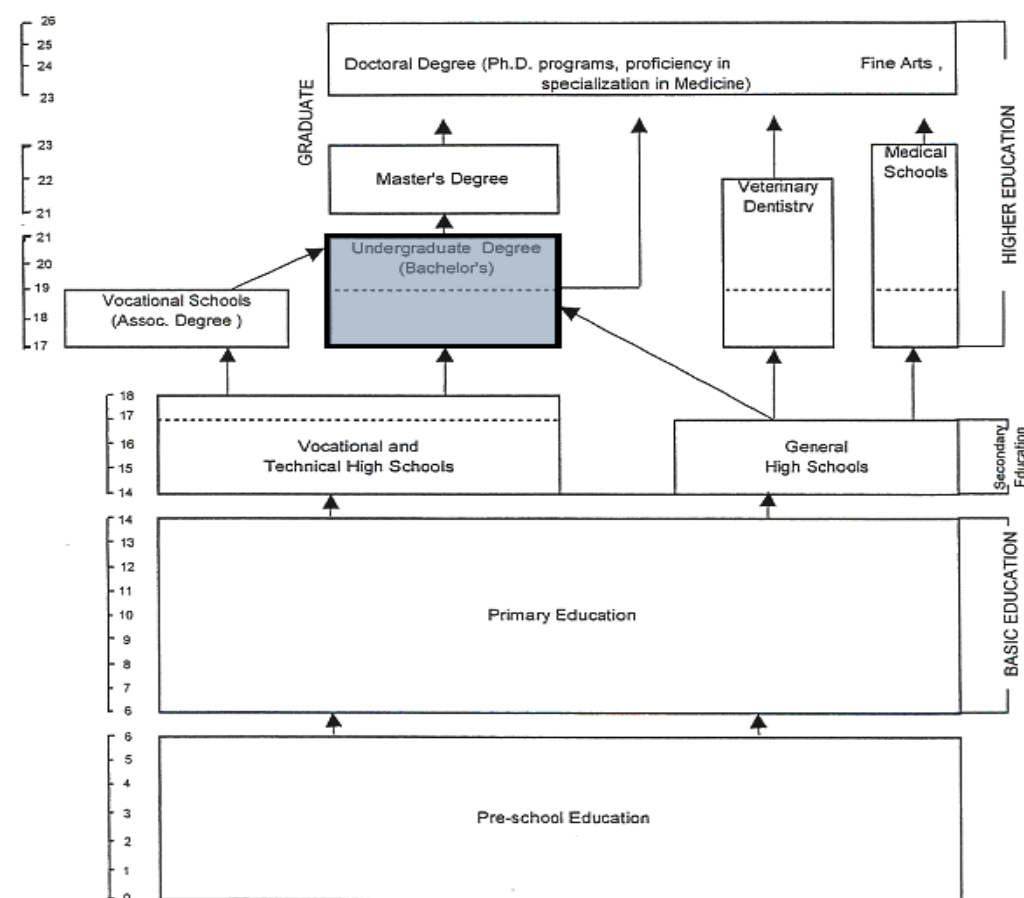 26
25
24
23
Doctoral Degree (Ph.D. programs, proficiency in
specialization in Medicine)
Fine Arts ,
GRADUATE
HIGHER EDUCATION
23
22
21
Master's Degree
Veterinary
Dentistry
Medical
Schools
21
20
19
18
17
Undergraduate Degree
(Bachelor's)
Vocational Schools
(Assoc. Degree )
18
17
16
15
14
Vocational and
Technical High Schools
General
High Schools
Secondary
Education
14
13
12
11
10
9
8
7
6
Primary Education
BASIC EDUCATION
6
5
4
3
2
1
0
Pre-school Education